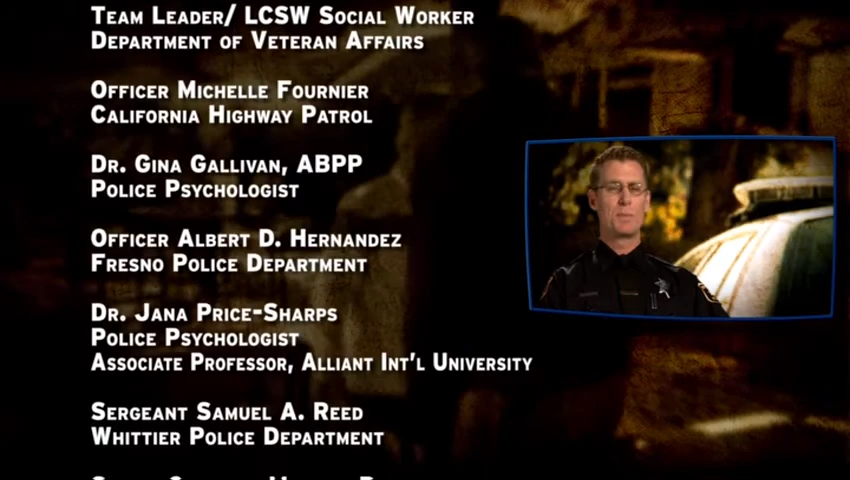 Team Leader/ LCSW Social Worker
Department of Veteran Affairs
Officer Michelle Fournier
California Highway Patrol
Dr. Gina Gallivan, ABPP
Police Psychologist
Officer Albert D. Hernandez
Fresno Police Department
Dr. Jana Price-Sharps
Police Psychologist
Associate Professor, Alliant Int'l University
Sergeant Samuel A. Reed
Whittier Police Department